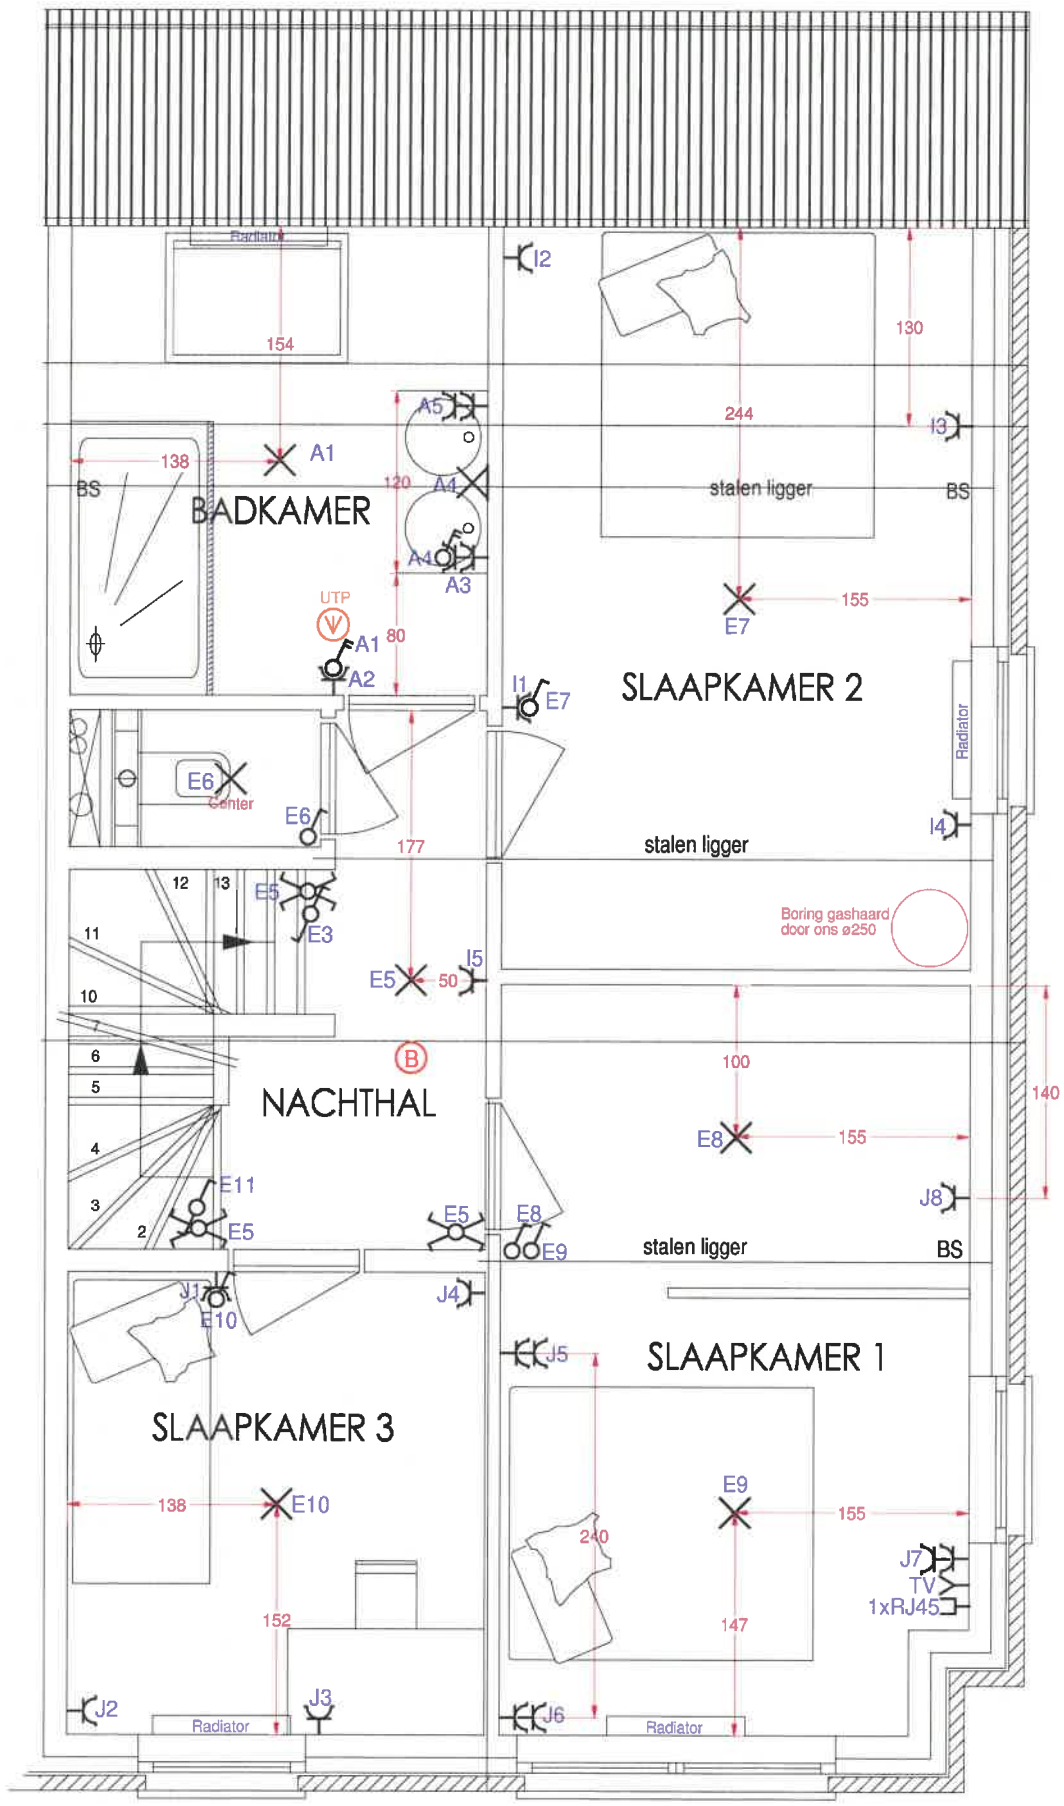 Radiator
I2
154
130
244
A5
I3
138
A1
120
A4
BS
stalen ligger
BS
BADKAMER
A4
A3
UTP
155
E7
A1
80
A2
I1
E7
SLAAPKAMER 2
Radiator
E6
Center
E6
I4
177
stalen ligger
12
13
E5
11
E3
Boring gashaard
door ons ø250
I5
E5
50
10
7
6
B
100
5
140
NACHTHAL
4
E8
155
E11
J8
3
2
E5
E5
E8
E9
stalen ligger
BS
J1
E10
J4
J5
SLAAPKAMER 1
SLAAPKAMER 3
E9
138
E10
155
240
J7
TV
1xRJ45
152
147
J2
J3
J6
Radiator
Radiator